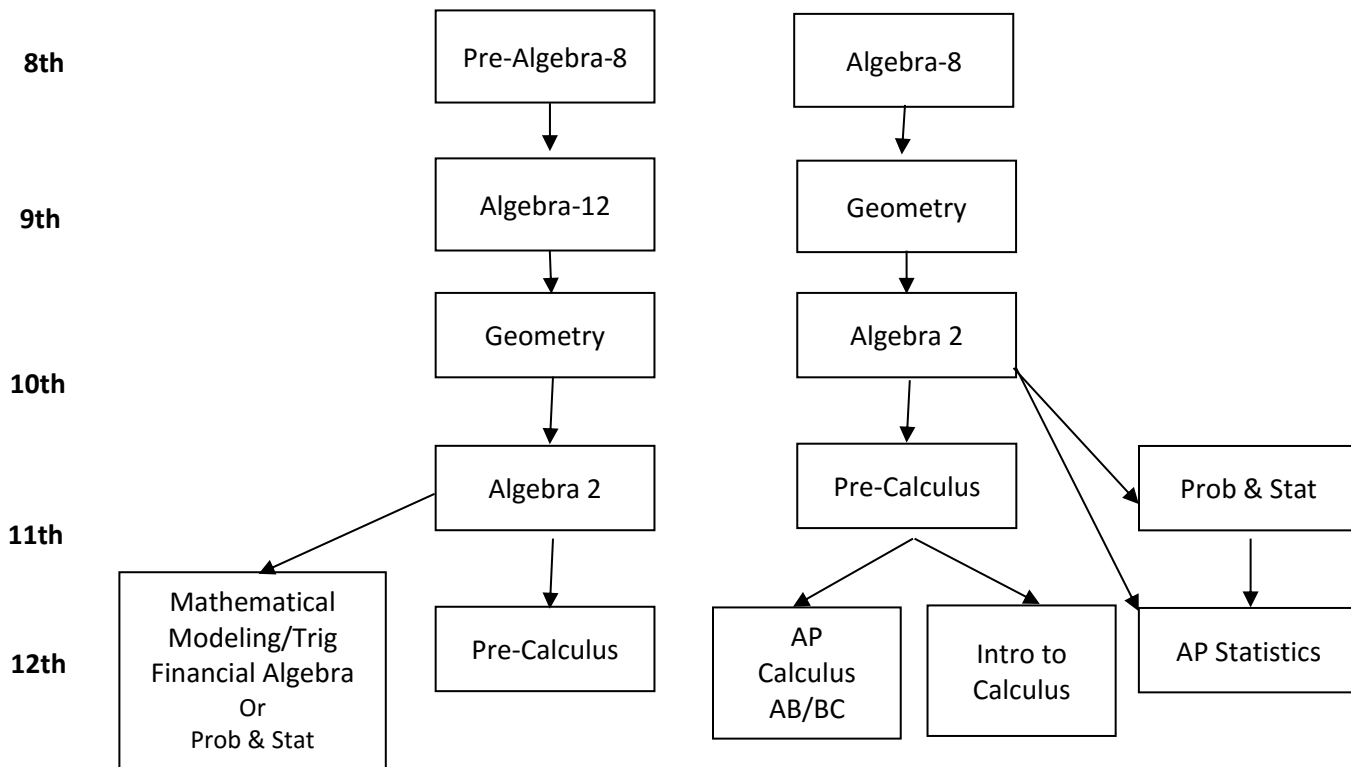 8th
Pre-Algebra-8
Algebra-8
9th
Algebra-12
Geometry
Geometry
Algebra 2
10th
Algebra 2
Pre-Calculus
Prob & Stat
11th
Mathematical
Modeling/Trig
Financial Algebra
Or
Prob & Stat
Pre-Calculus
AP
Calculus
AB/BC
Intro to
Calculus
AP Statistics
12th